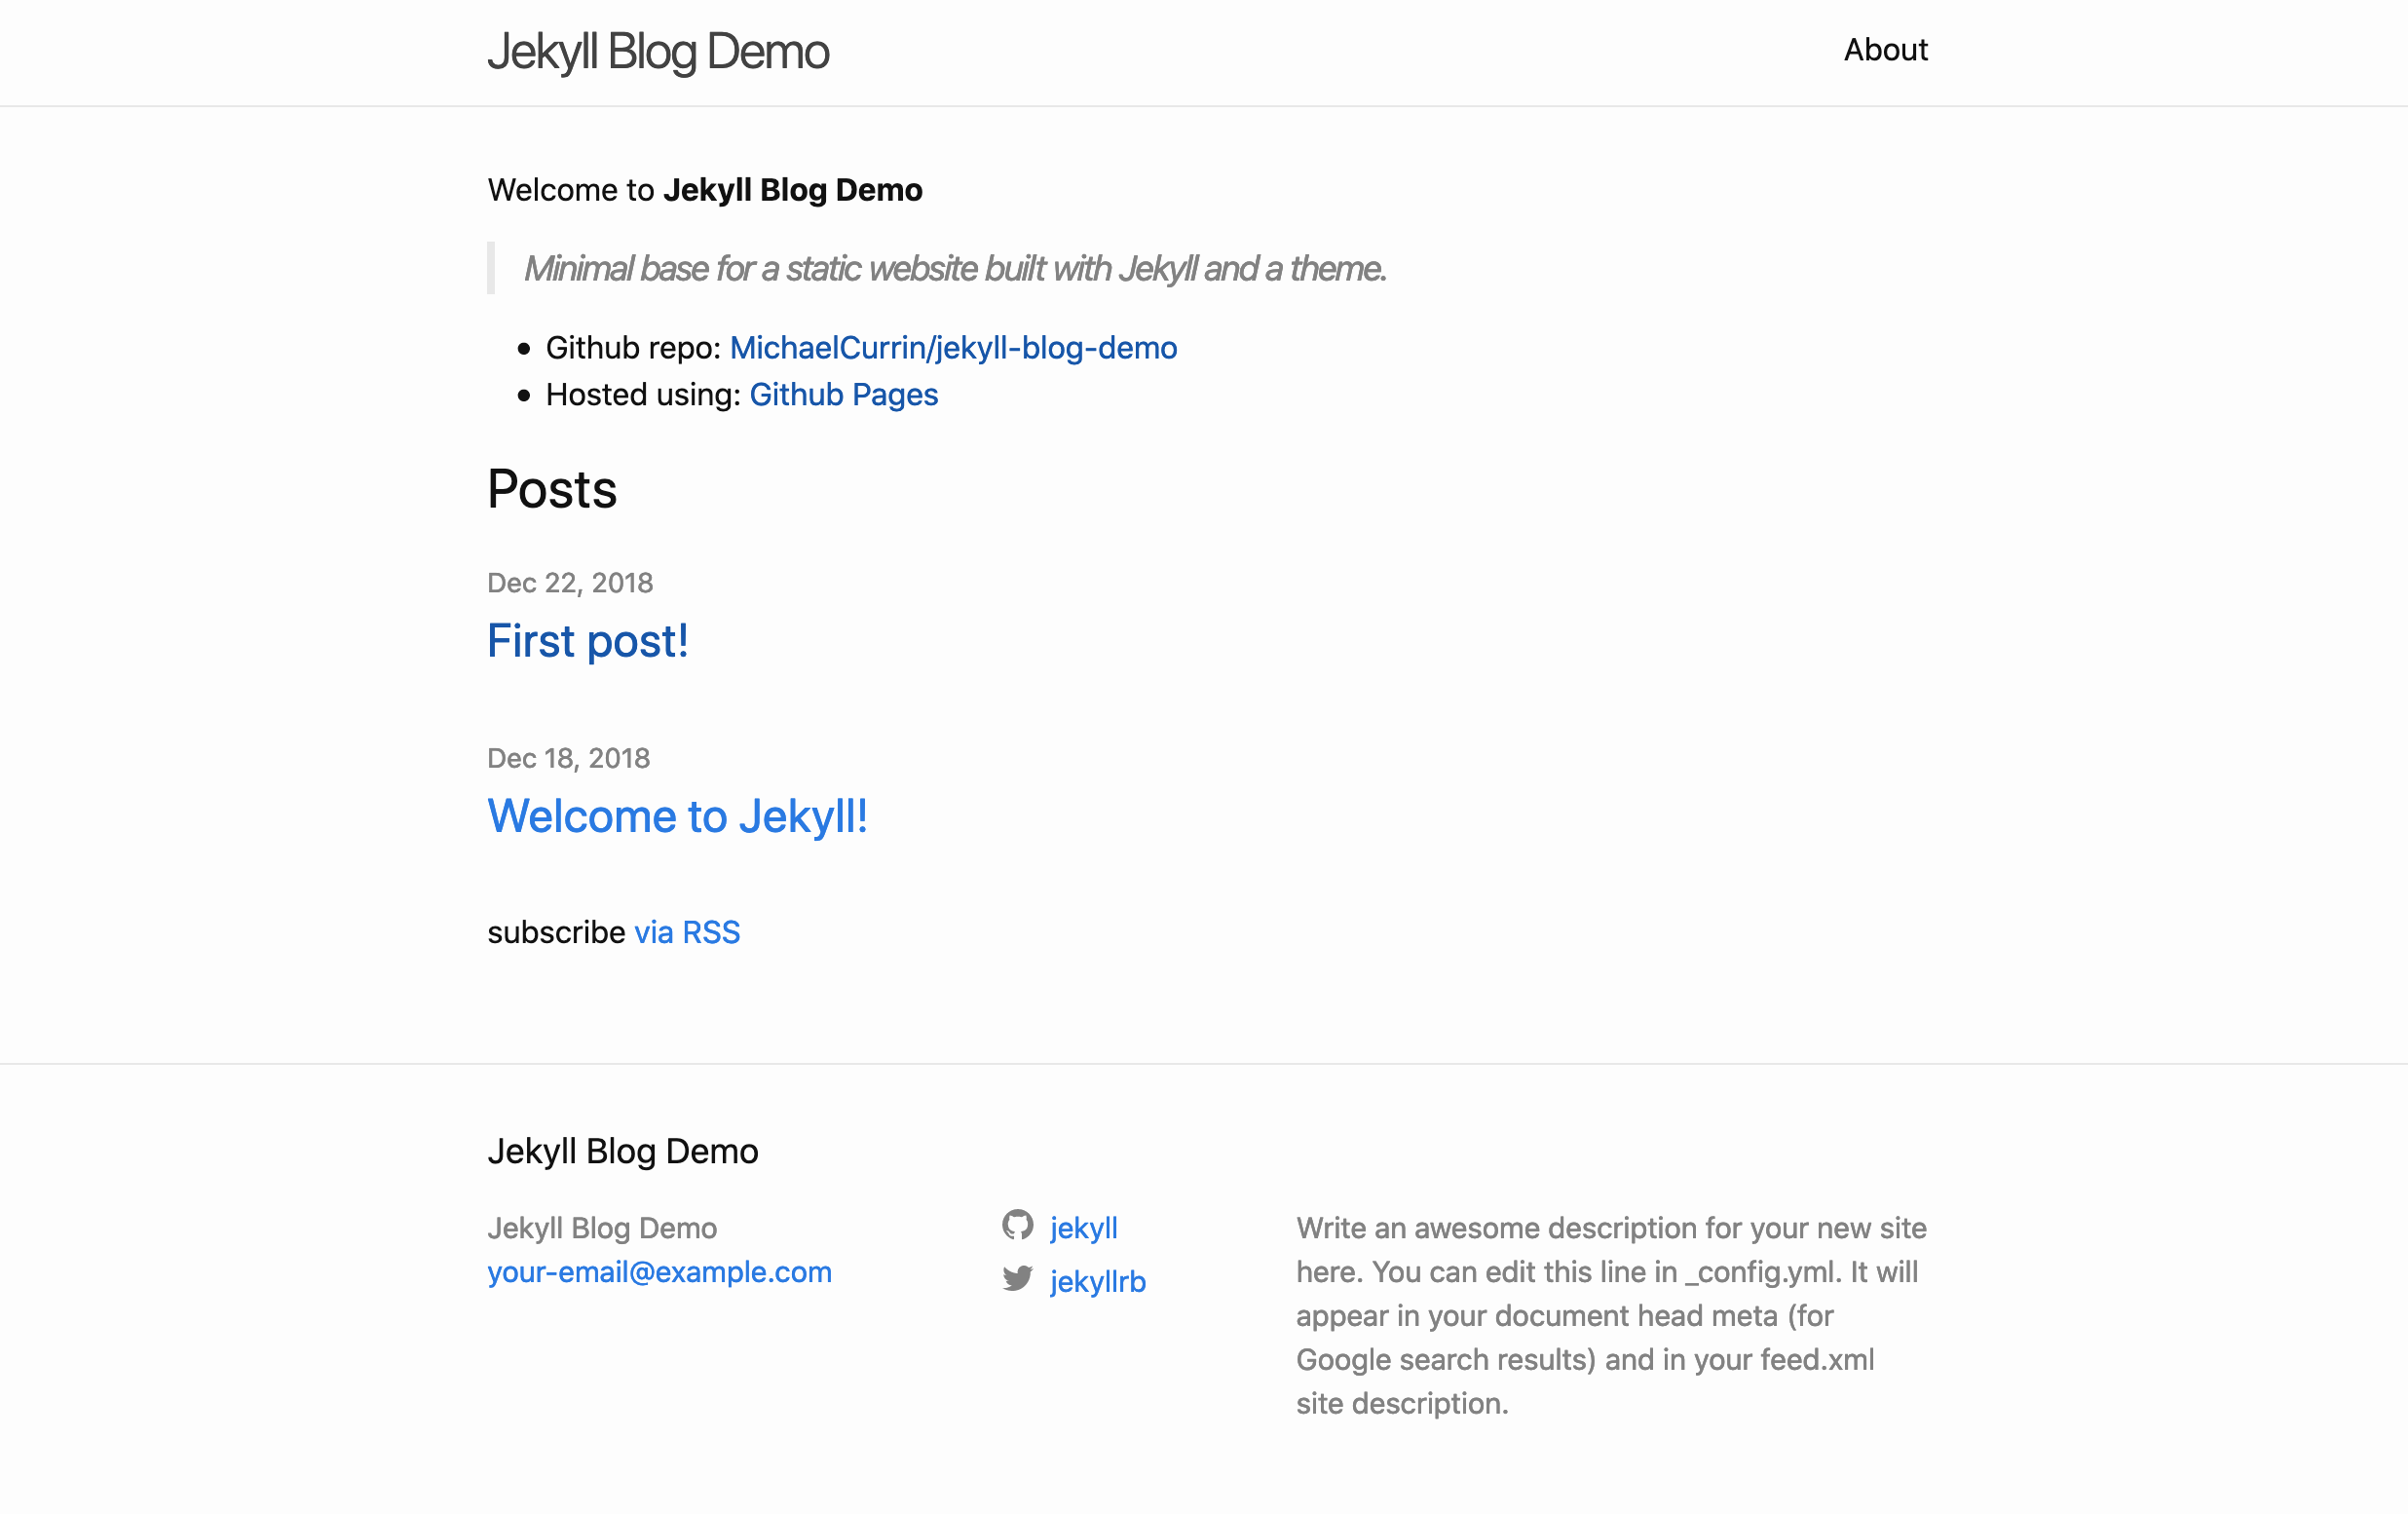 Jekyll Blog Demo
About
Welcome to Jekyll Blog Demo
Minimal base for a static website built with Jekyll and a theme.
Github repo: MichaelCurrin/jekyll-blog-demo
Hosted using: Github Pages
Posts
Dec 22, 2018
First post!
Dec 18, 2018
Welcome to Jekyll!
subscribe via RSS
Jekyll Blog Demo
Jekyll Blog Demo
your-email@example.com
jekyll
jekyllrb
Write an awesome description for your new site
here. You can edit this line in _config.yml. It will
appear in your document head meta (for
Google search results) and in your feed.xml
site description.